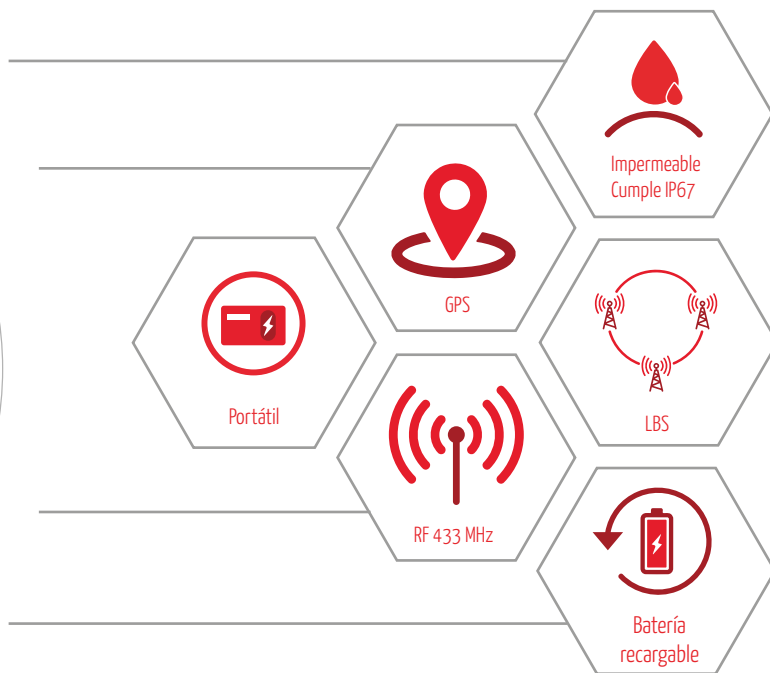 Impermeable
Cumple IP67
GPS
Portátil
LBS
RF 433 MHz
Batería
recargable